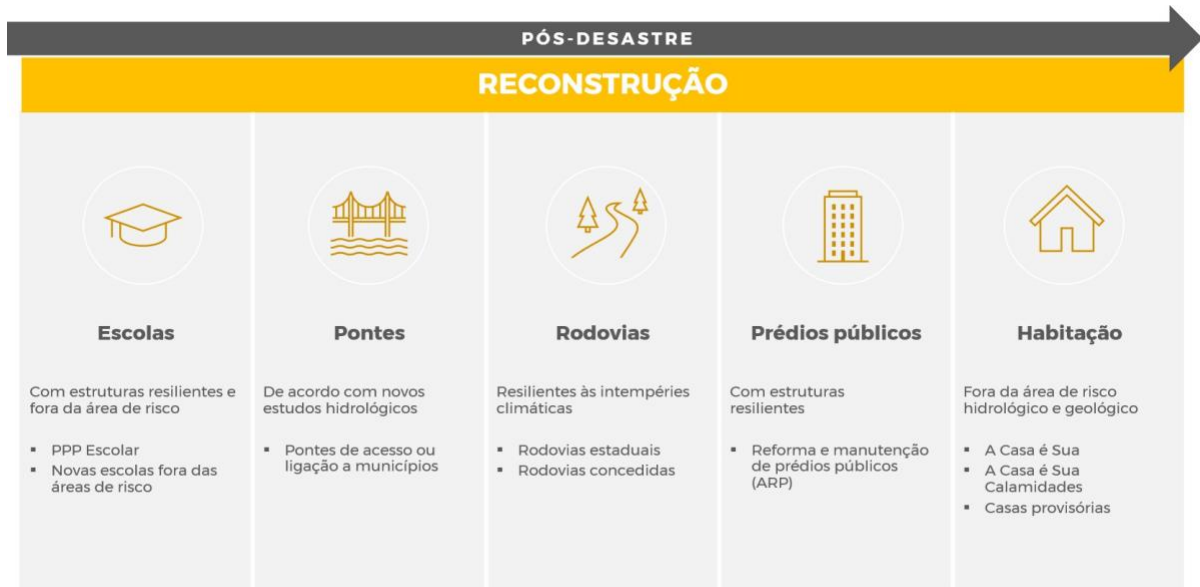 PÓS-DESASTRE
RECONSTRUÇÃO
Escolas
Com estruturas resilientes e
fora da área de risco
▪ PPP Escolar
▪ Novas escolas fora das
áreas de risco
Pontes
De acordo com novos
estudos hidrológicos
▪ Pontes de acesso ou
ligação a municípios
Rodovias
Resilientes às intempéries
climáticas
▪ Rodovias estaduais
▪ Rodovias concedidas
Prédios públicos
Com estruturas
resilientes
▪ Reforma e manutenção
de prédios públicos
(ARP)
Habitação
Fora da área de risco
hidrológico e geológico
▪ A Casa é Sua
▪ A Casa é Sua
Calamidades
▪ Casas provisórias